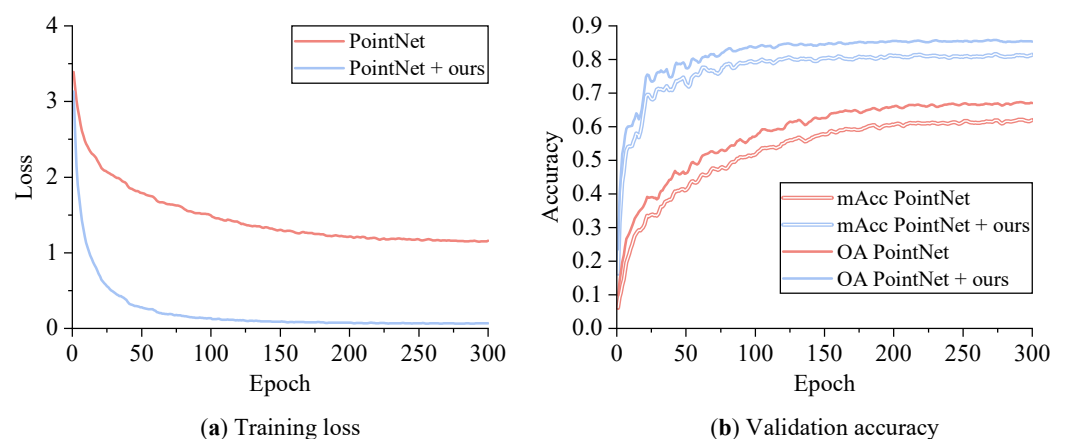 4
3
2
1
0
Loss
PointNet
PointNet + ours
0 50 100 150 200 250 300
Epoch
(a) Training loss
0.9
0.8
0.7
0.6
0.5
0.4
0.3
0.2
0.1
0.0
Accuracy
mAcc PointNet
mAcc PointNet + ours
OA PointNet
OA PointNet + ours
0 50 100 150 200 250 300
Epoch
(b) Validation accuracy